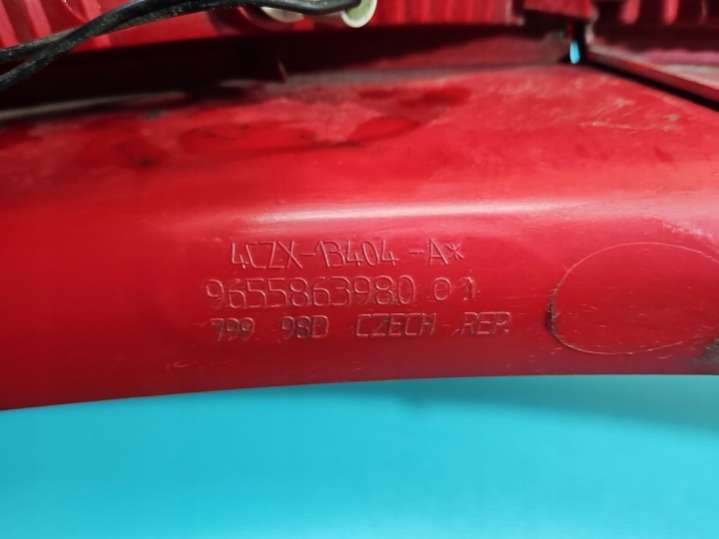 4CZX-13404-A*
9655863980 01
799 98D CZECH REP.